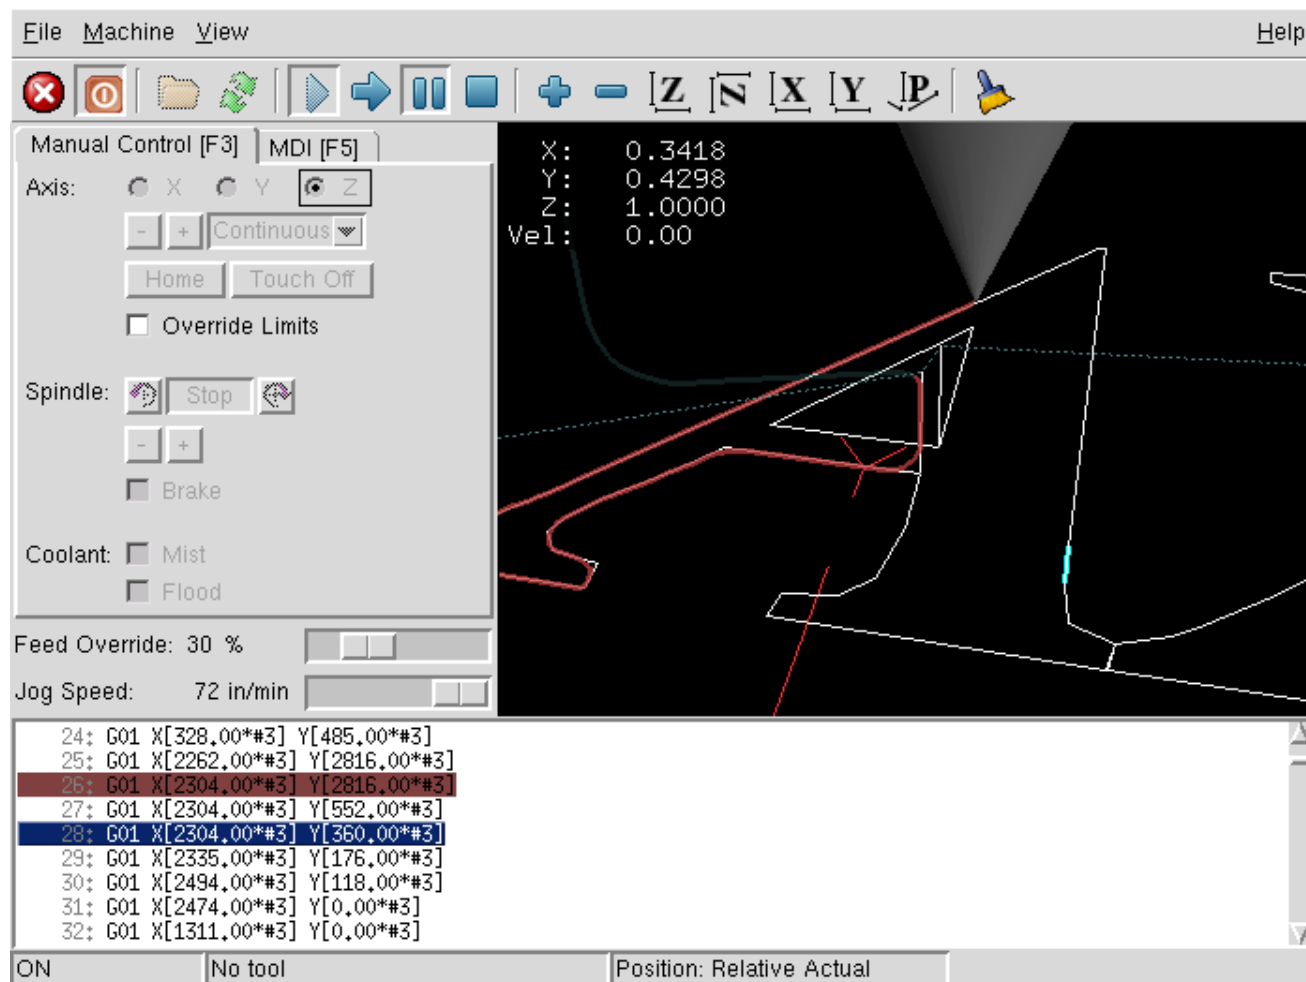 File Machine View Help
Z N X Y P
Manual Control [F3] MDI [F5]
Axis: X Y Z
- + Continuous
Home Touch Off
Override Limits
Spindle: Stop
- +
Brake
Coolant: Mist
Flood
Feed Override: 30 %
Jog Speed: 72 in/min
X: 0.3418
Y: 0.4298
Z: 1.0000
Vel: 0.00
24: G01 X[328.00*#3] Y[485.00*#3]
25: G01 X[2262.00*#3] Y[2816.00*#3]
26: G01 X[2304.00*#3] Y[2816.00*#3]
27: G01 X[2304.00*#3] Y[552.00*#3]
28: G01 X[2304.00*#3] Y[360.00*#3]
29: G01 X[2335.00*#3] Y[176.00*#3]
30: G01 X[2494.00*#3] Y[118.00*#3]
31: G01 X[2474.00*#3] Y[0.00*#3]
32: G01 X[1311.00*#3] Y[0.00*#3]
ON No tool Position: Relative Actual